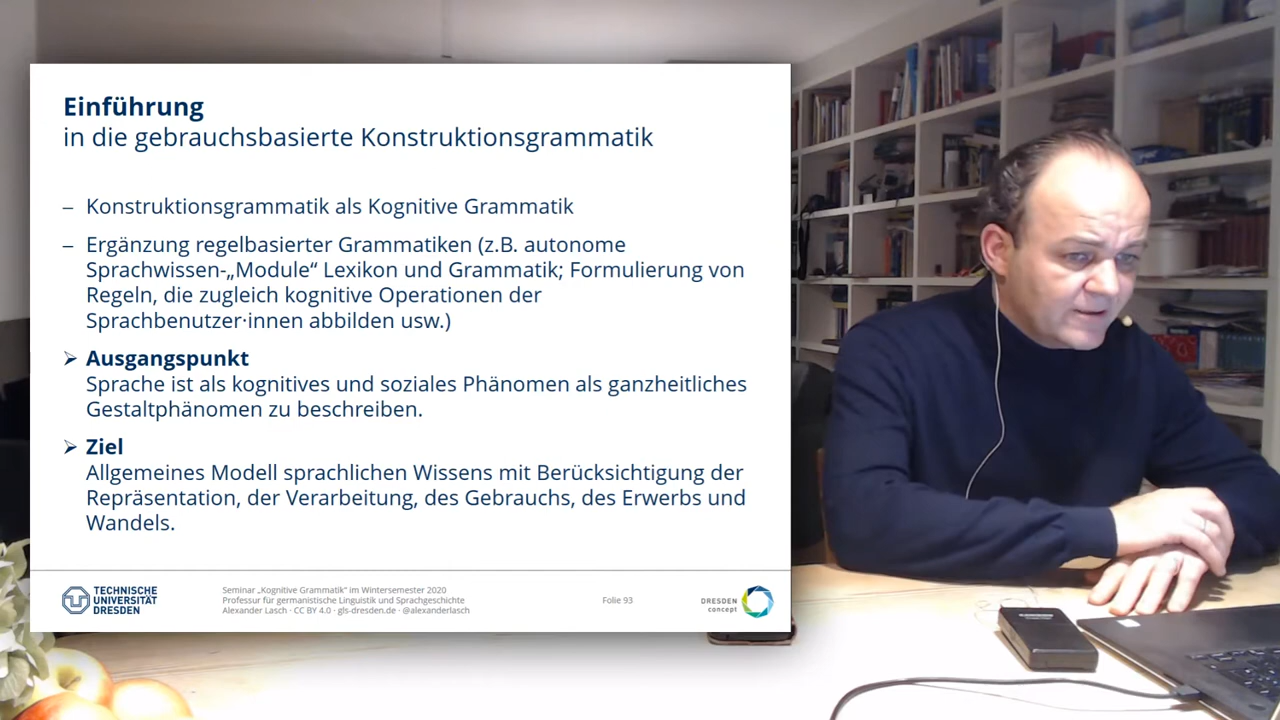 Einführung
in die gebrauchsbasierte Konstruktionsgrammatik
– Konstruktionsgrammatik als Kognitive Grammatik
– Ergänzung regelbasierter Grammatiken (z.B. autonome
Sprachwissen-„Module“ Lexikon und Grammatik; Formulierung von
Regeln, die zugleich kognitive Operationen der
Sprachbenutzer·innen abbilden usw.)
➢ Ausgangspunkt
Sprache ist als kognitives und soziales Phänomen als ganzheitliches
Gestaltphänomen zu beschreiben.
➢ Ziel
Allgemeines Modell sprachlichen Wissens mit Berücksichtigung der
Repräsentation, der Verarbeitung, des Gebrauchs, des Erwerbs und
Wandels.
TECHNISCHE
UNIVERSITÄT
DRESDEN
Seminar „Kognitive Grammatik“ im Wintersemester 2020
Professur für germanistische Linguistik und Sprachgeschichte
Alexander Lasch · CC BY 4.0 · gls-dresden.de · @alexanderlasch
Folie 93
DRESDEN
concept